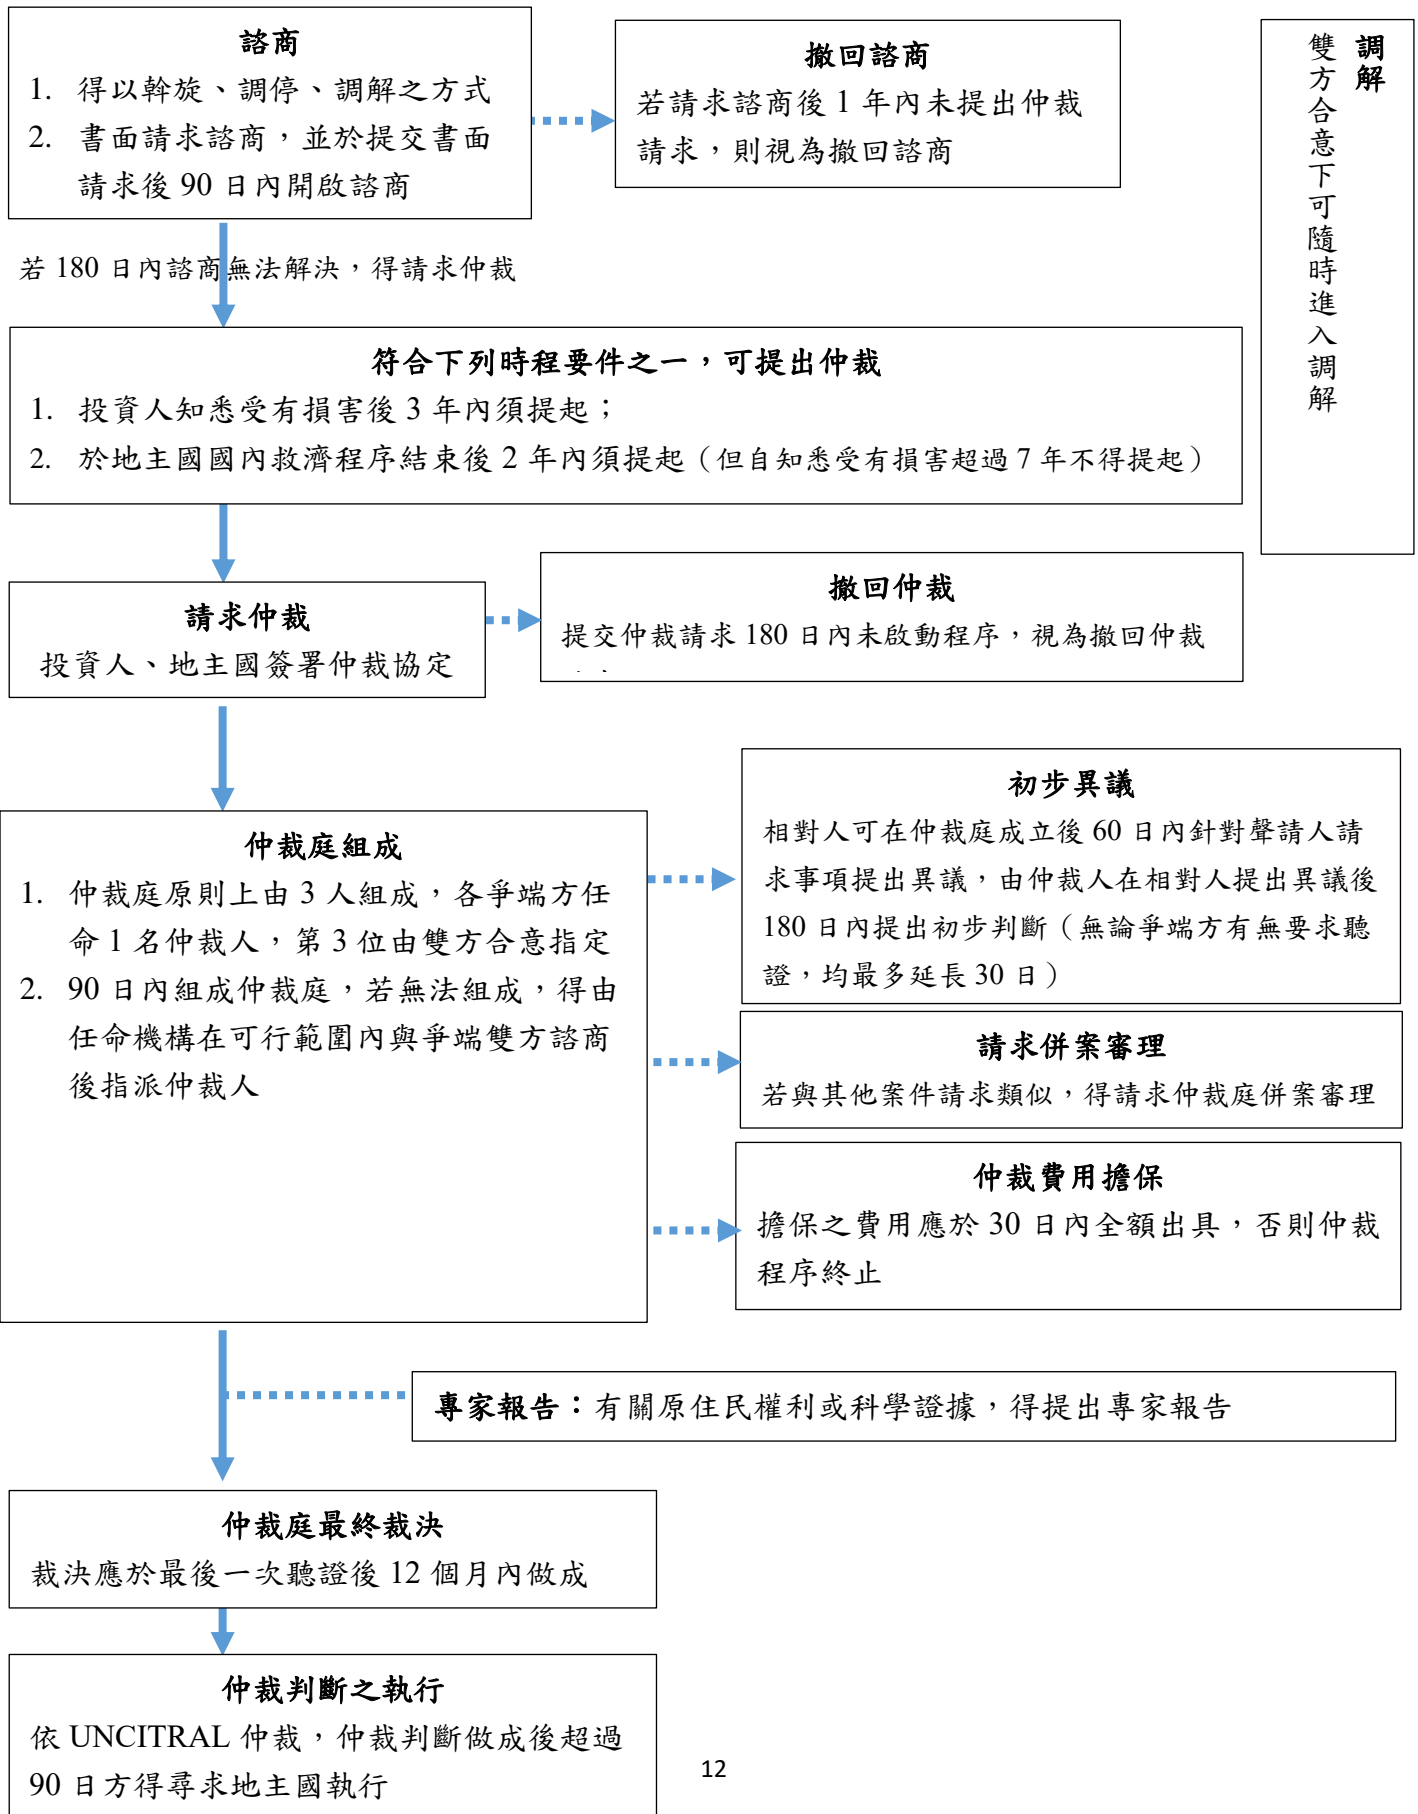 諮商
1. 得以斡旋、調停、調解之方式
2. 書面請求諮商，並於提交書面
請求後 90 日內開啟諮商
撤回諮商
若請求諮商後 1 年內未提出仲裁
請求，則視為撤回諮商
調解
雙方合意下可隨時進入調解
若 180 日內諮商無法解決，得請求仲裁
符合下列時程要件之一，可提出仲裁
1. 投資人知悉受有損害後 3 年內須提起；
2. 於地主國國內救濟程序結束後 2 年內須提起（但自知悉受有損害超過 7 年不得提起）
請求仲裁
投資人、地主國簽署仲裁協定
撤回仲裁
提交仲裁請求 180 日內未啟動程序，視為撤回仲裁
仲裁庭組成
1. 仲裁庭原則上由 3 人組成，各爭端方任
命 1 名仲裁人，第 3 位由雙方合意指定
2. 90 日內組成仲裁庭，若無法組成，得由
任命機構在可行範圍內與爭端雙方諮商
後指派仲裁人
初步異議
相對人可在仲裁庭成立後 60 日內針對聲請人請
求事項提出異議，由仲裁人在相對人提出異議後
180 日內提出初步判斷（無論爭端方有無要求聽
證，均最多延長 30 日）
請求併案審理
若與其他案件請求類似，得請求仲裁庭併案審理
仲裁費用擔保
擔保之費用應於 30 日內全額出具，否則仲裁
程序終止
專家報告：有關原住民權利或科學證據，得提出專家報告
仲裁庭最終裁決
裁決應於最後一次聽證後 12 個月內做成
仲裁判斷之執行
依 UNCITRAL 仲裁，仲裁判斷做成後超過
90 日方得尋求地主國執行
12